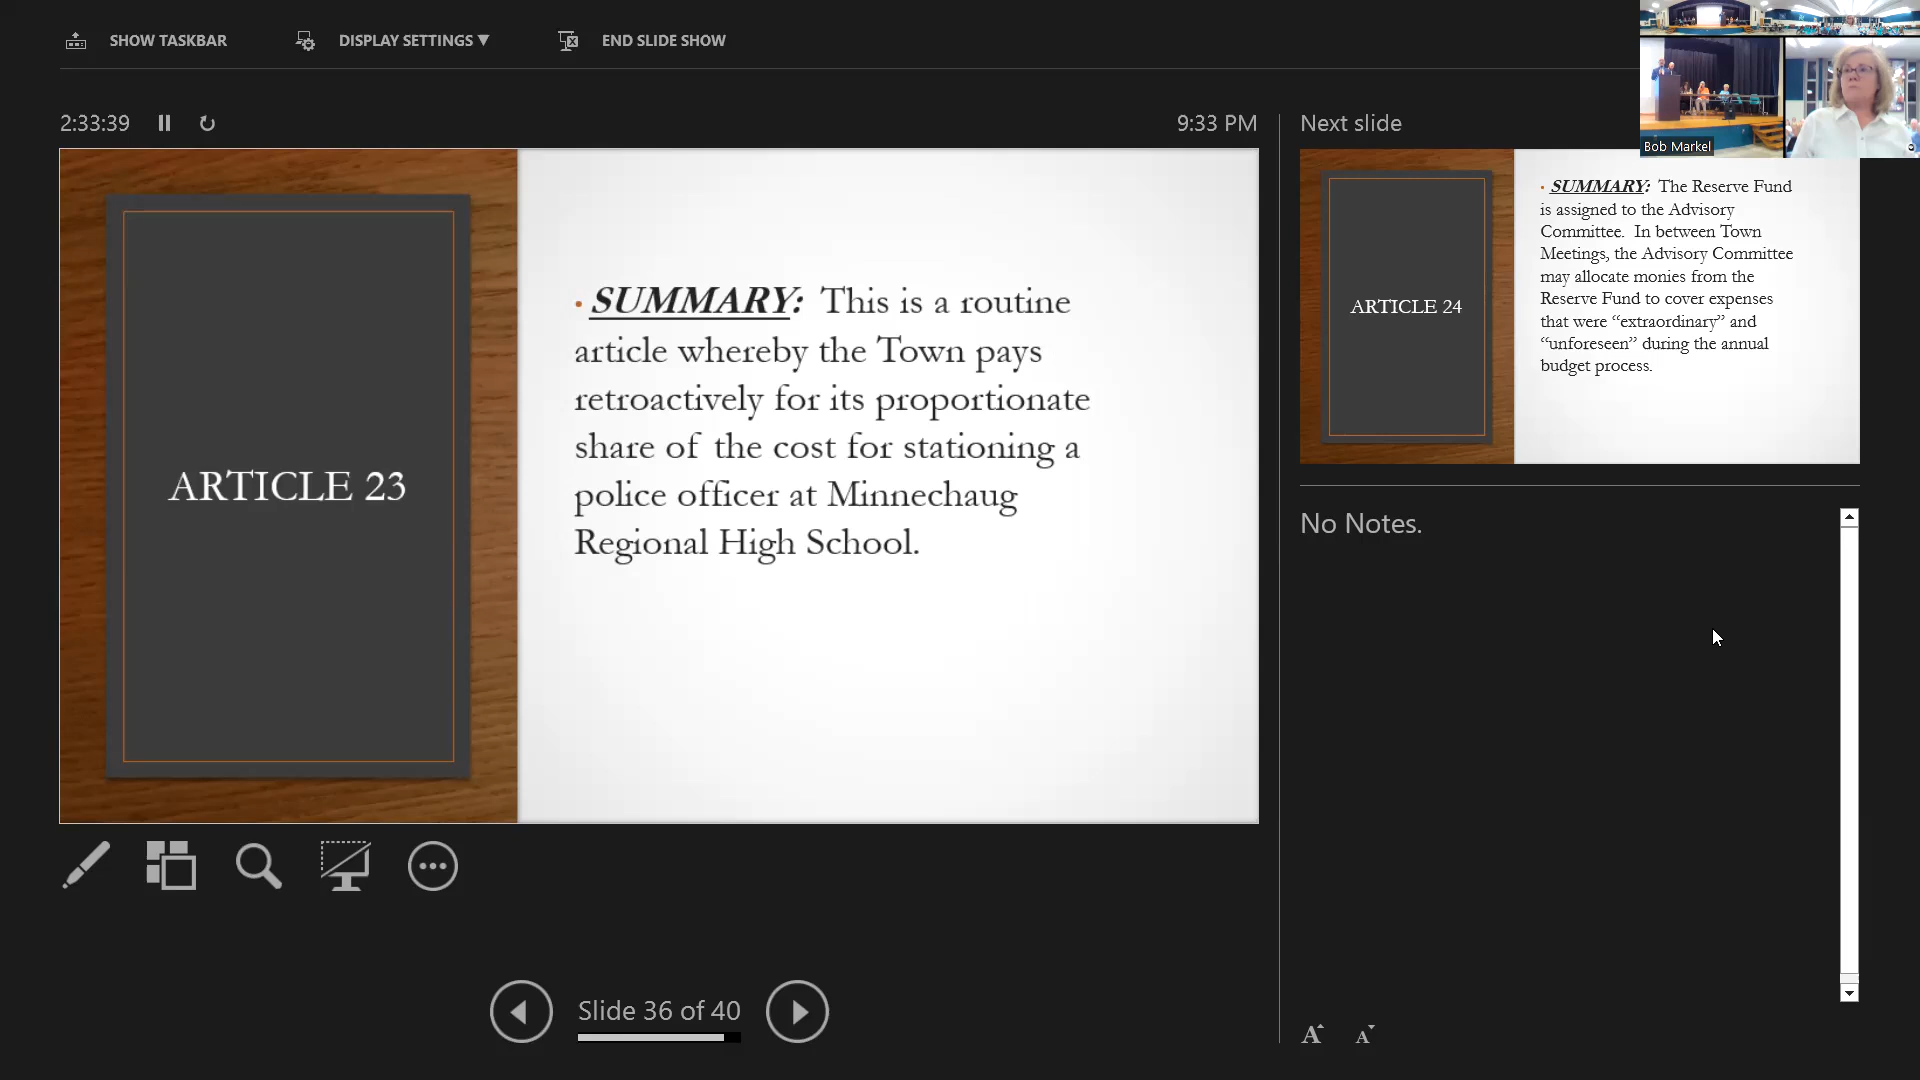 SHOW TASKBAR
DISPLAY SETTINGS ▼
END SLIDE SHOW
2:33:39
9:33 PM
ARTICLE 23
• SUMMARY: This is a routine
article whereby the Town pays
retroactively for its proportionate
share of the cost for stationing a
police officer at Minnechaug
Regional High School.
Slide 36 of 40
Next slide
Bob Markel
ARTICLE 24
• SUMMARY: The Reserve Fund
is assigned to the Advisory
Committee. In between Town
Meetings, the Advisory Committee
may allocate monies from the
Reserve Fund to cover expenses
that were “extraordinary” and
“unforeseen” during the annual
budget process.
No Notes.
A A